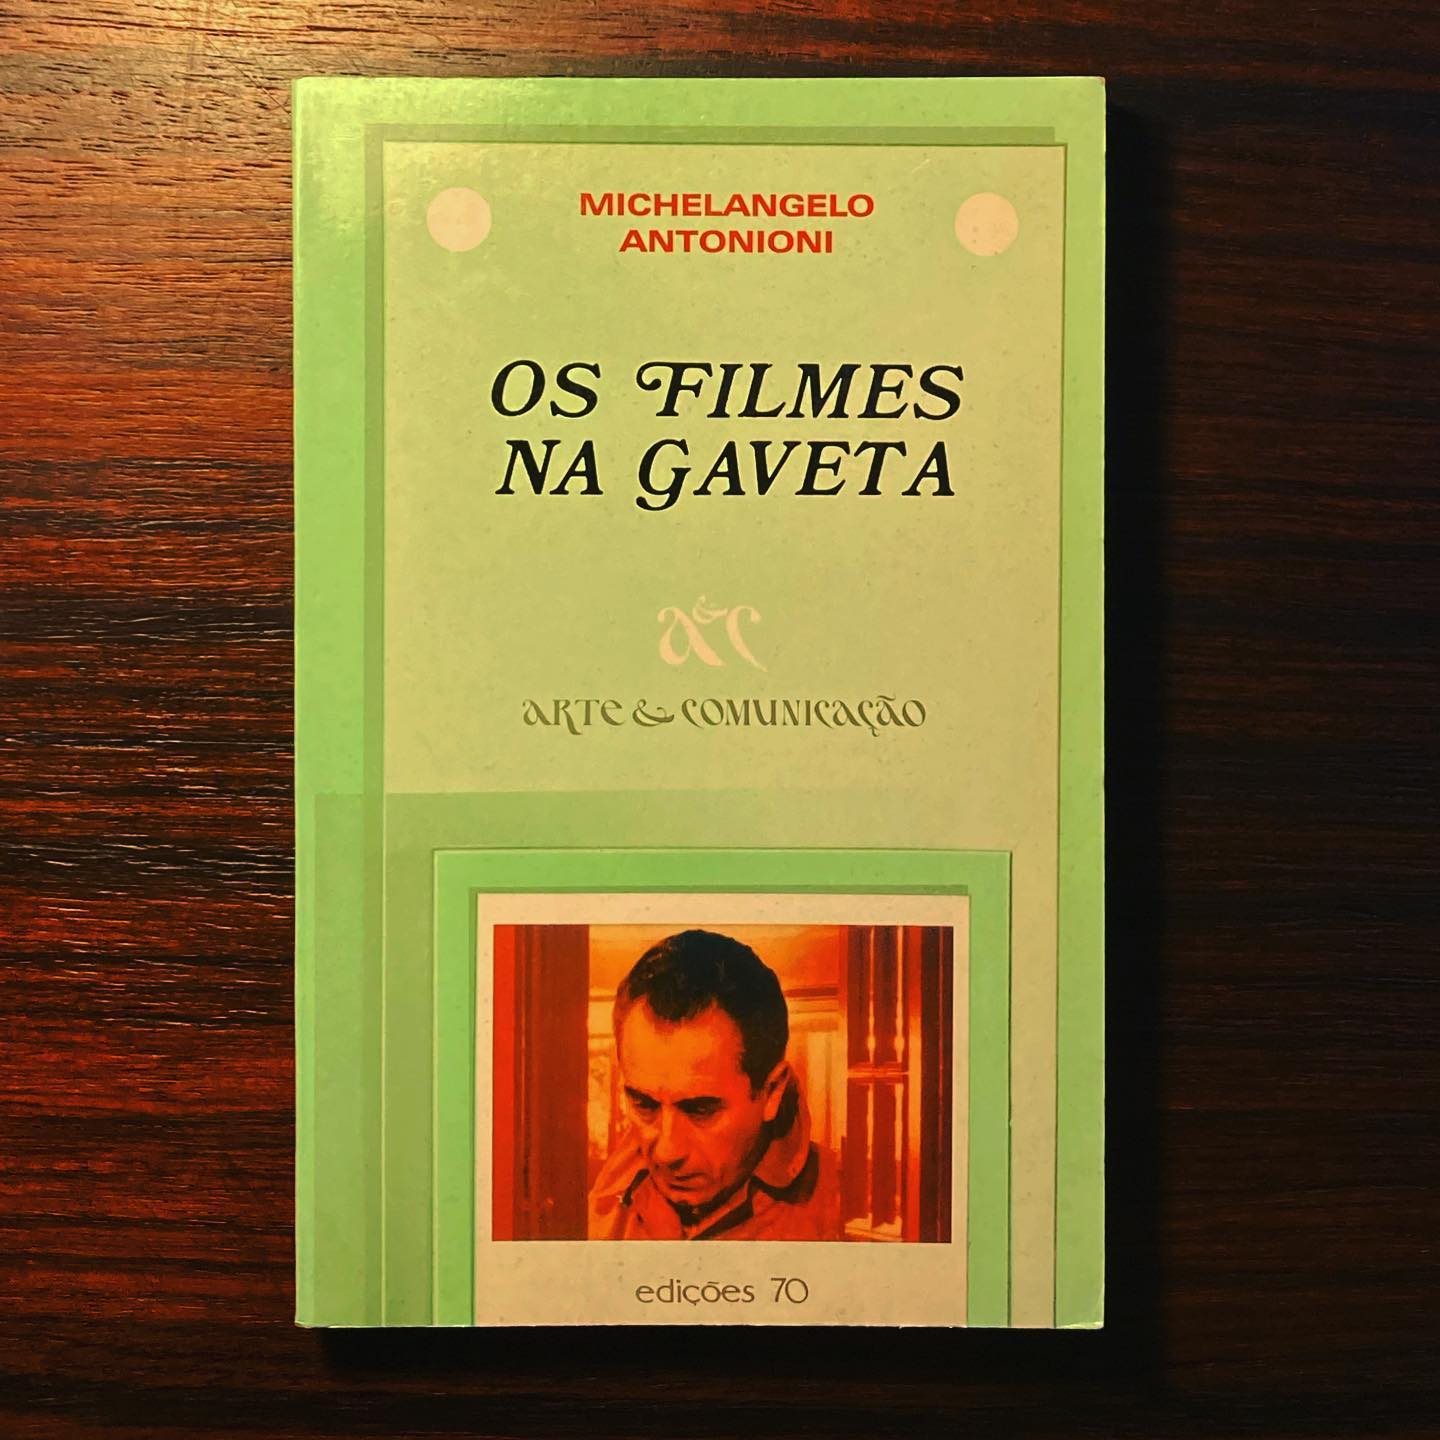 MICHELANGELO
ANTONIONI
OS FILMES
NA GAVETA
a&c
ARTE & COMUNICAÇÃO
edições 70